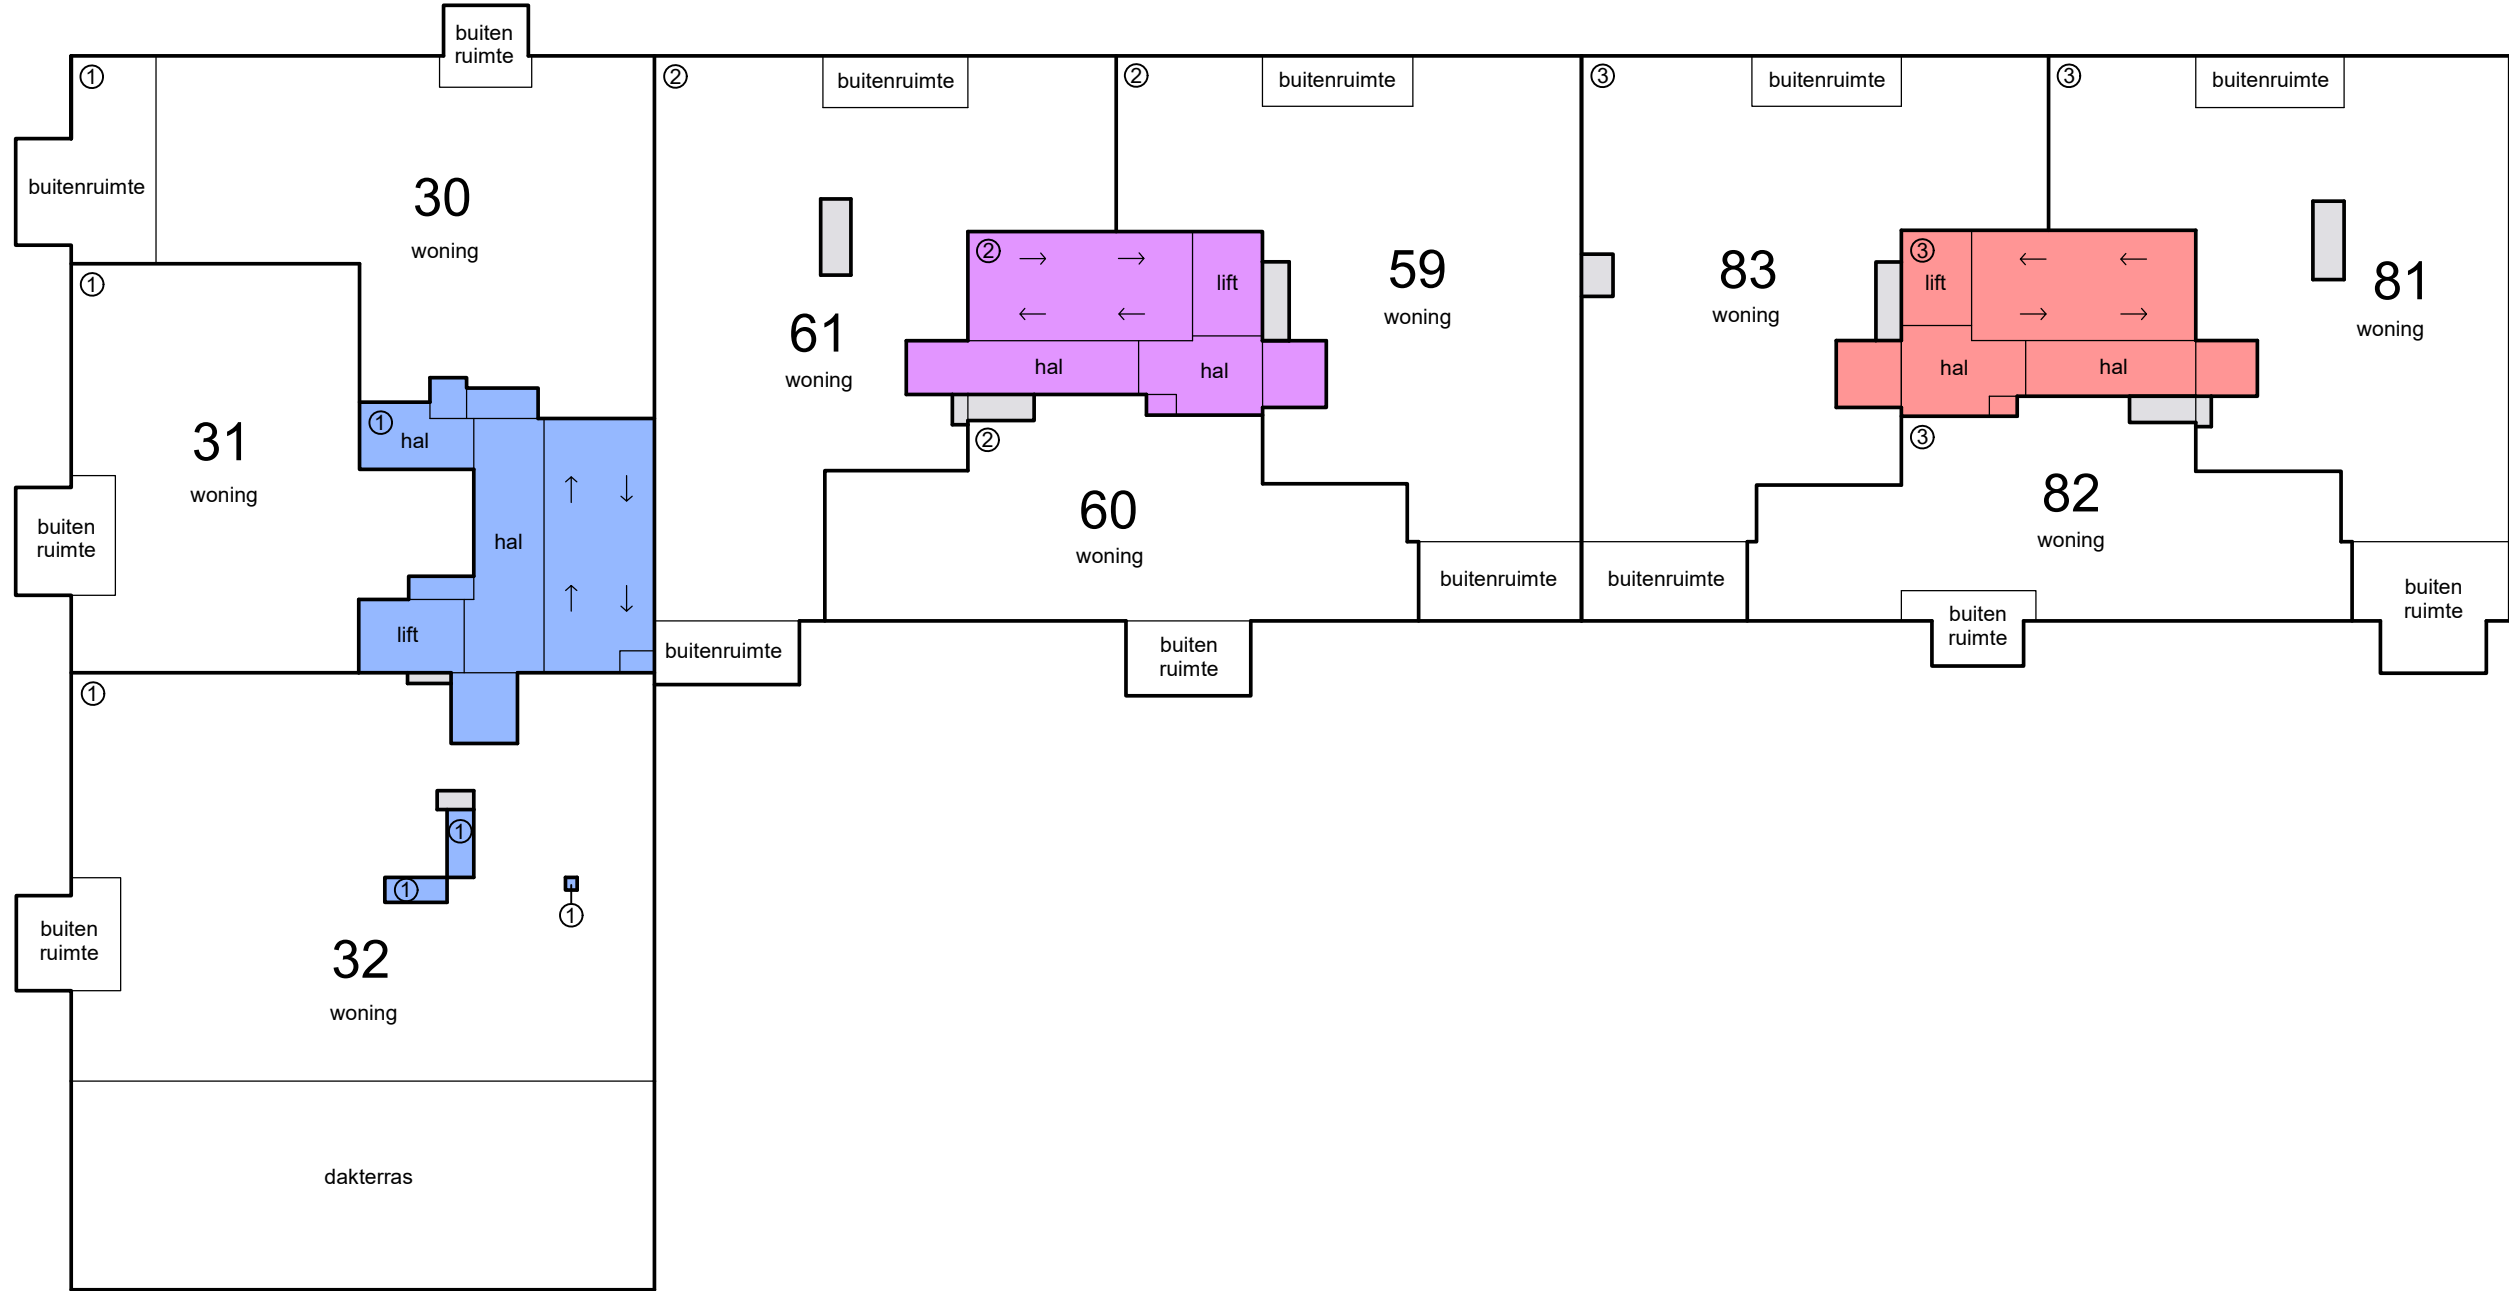 buiten
ruimte
①
②
buitenruimte
②
buitenruimte
③
buitenruimte
③
buitenruimte
buitenruimte
30
woning
①
②
lift
59
woning
83
woning
③
lift
81
woning
61
woning
hal
hal
hal
hal
①
hal
31
woning
②
60
woning
③
82
woning
buiten
ruimte
hal
buitenruimte
buitenruimte
buiten
ruimte
lift
buitenruimte
buiten
ruimte
buiten
ruimte
①
①
①
①
buiten
ruimte
32
woning
dakterras